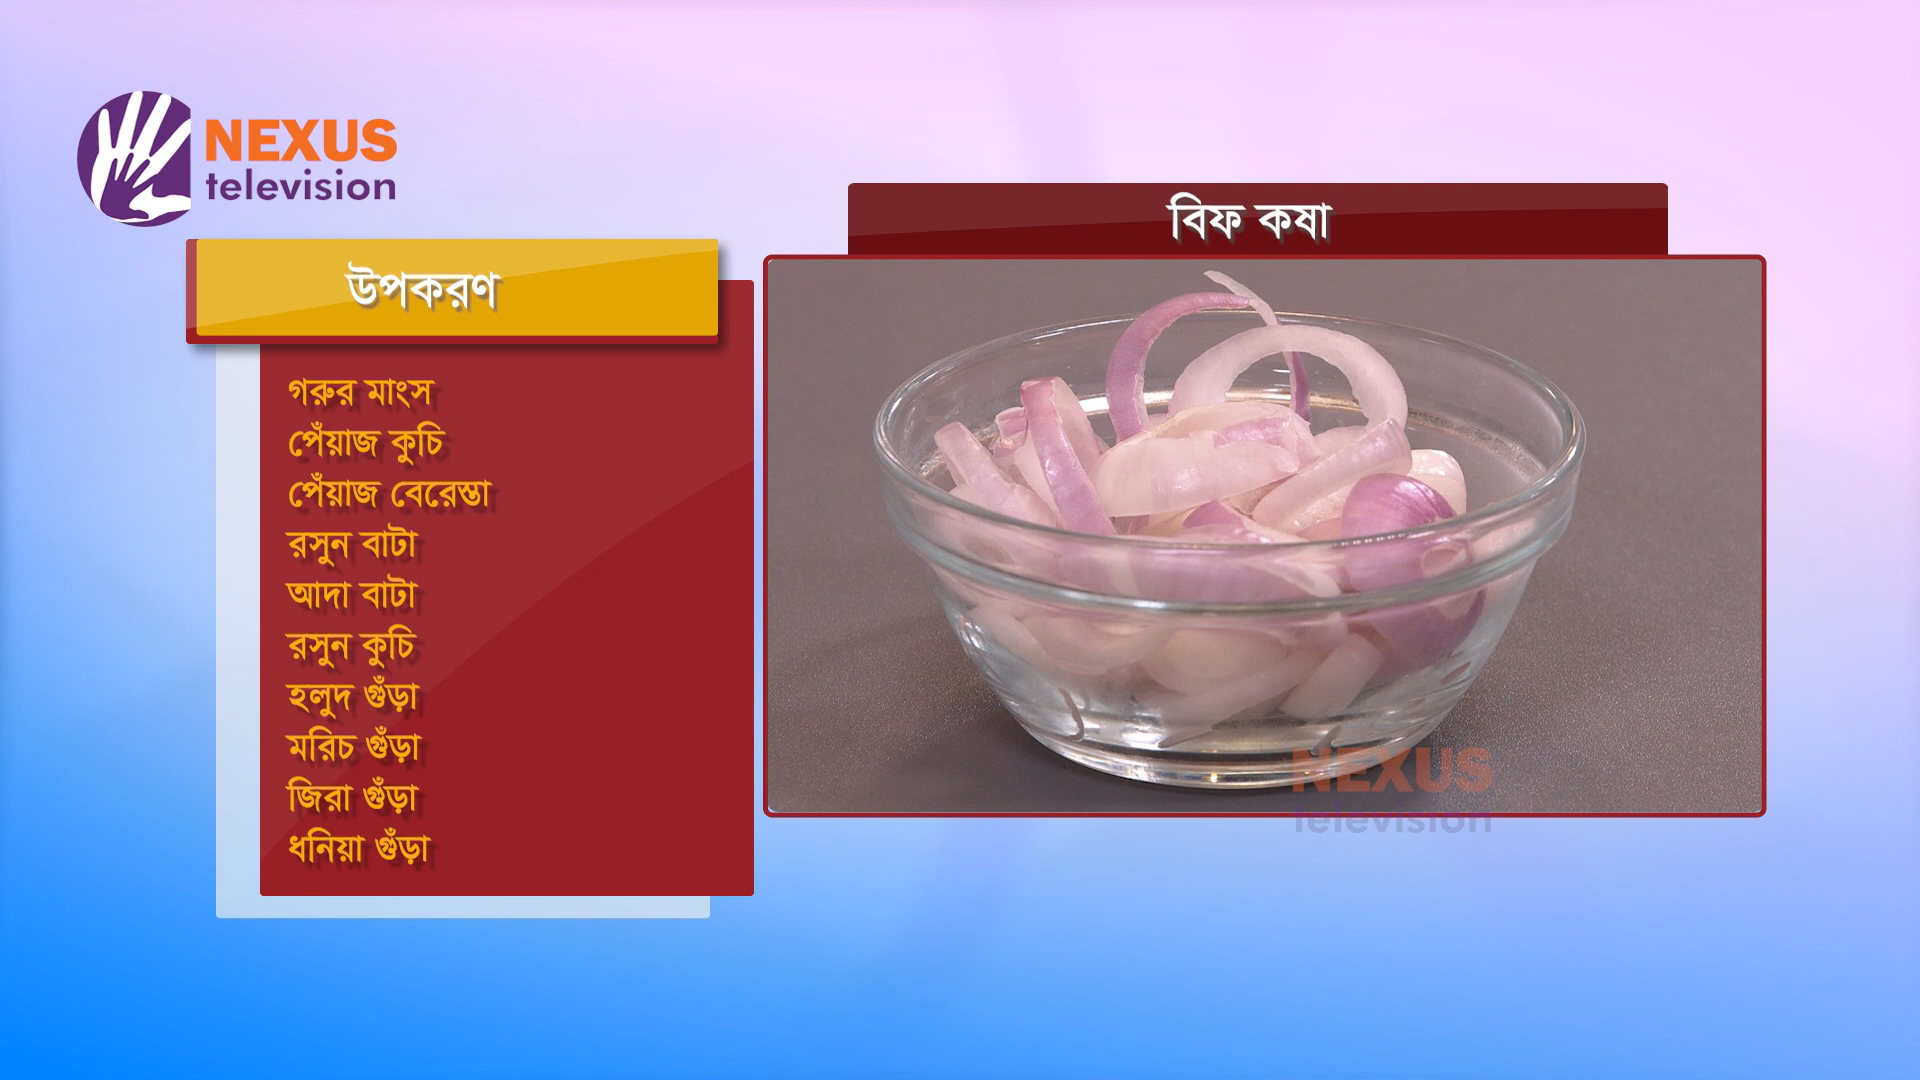 NEXUS
television
বিফ কষা
উপকরণ
গরুর মাংস
পেঁয়াজ কুচি
পেঁয়াজ বেরেস্তা
রসুন বাটা
আদা বাটা
রসুন কুচি
হলুদ গুঁড়া
মরিচ গুঁড়া
জিরা গুঁড়া
ধনিয়া গুঁড়া
NEXUS
television